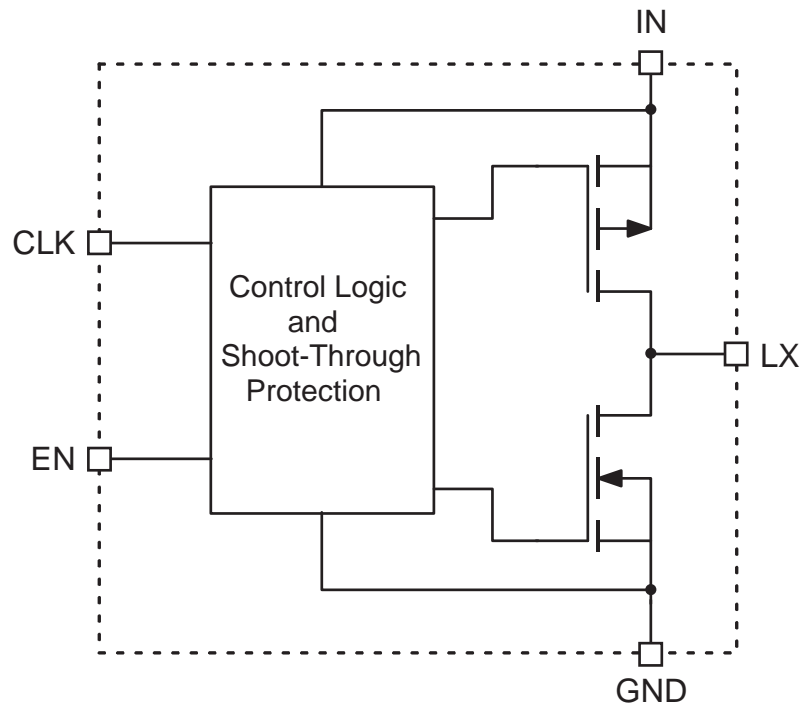 IN
CLK
Control Logic
and
Shoot-Through
Protection
LX
EN
GND